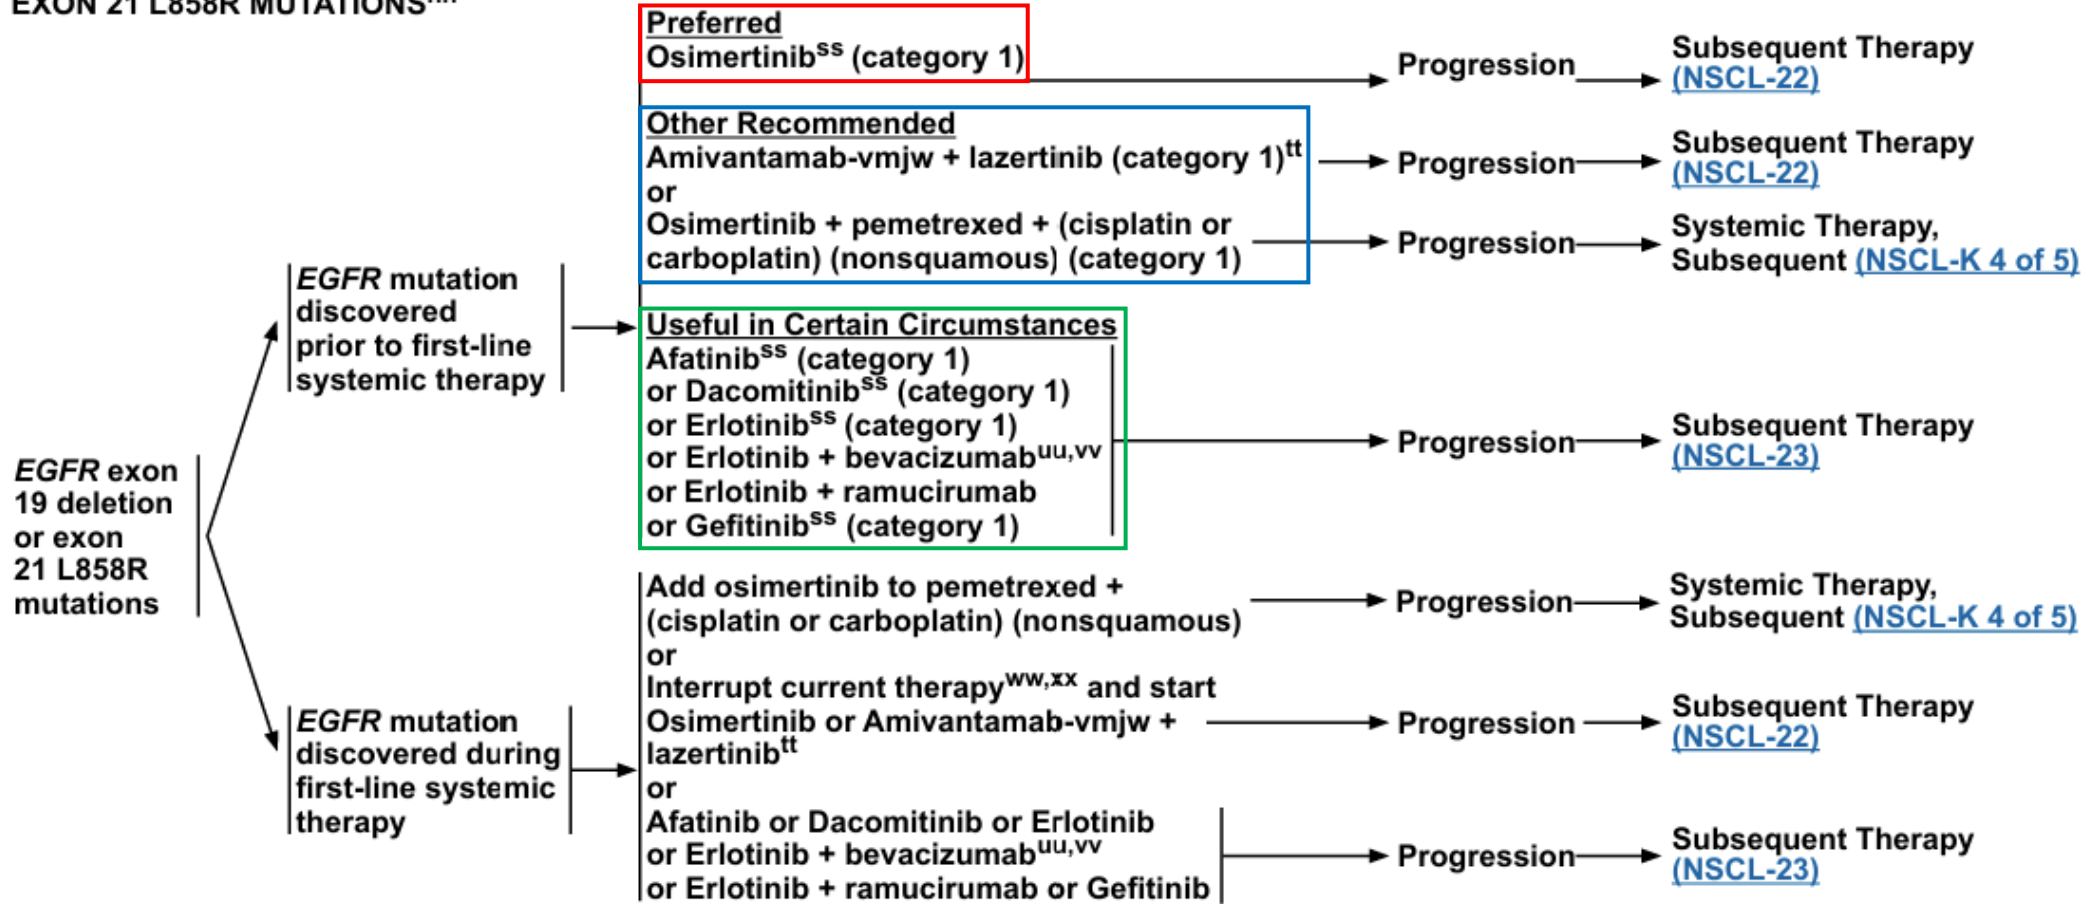 EXON 21 L858R MUTATIONS
EGFR exon
19 deletion
or exon
21 L858R
mutations
EGFR mutation
discovered
prior to first-line
systemic therapy
Preferred
Osimertinib^ss (category 1)
Progression
Subsequent Therapy
(NSCL-22)
Other Recommended
Amivantamab-vmjw + lazertinib (category 1)^tt
Progression
Subsequent Therapy
(NSCL-22)
or
Osimertinib + pemetrexed + (cisplatin or
carboplatin) (nonsquamous) (category 1)
Progression
Systemic Therapy,
Subsequent (NSCL-K 4 of 5)
Useful in Certain Circumstances
Afatinib^ss (category 1)
or Dacomitinib^ss (category 1)
or Erlotinib^ss (category 1)
or Erlotinib + bevacizumab^uu,vv
or Erlotinib + ramucirumab
or Gefitinib^ss (category 1)
Progression
Subsequent Therapy
(NSCL-23)
EGFR mutation
discovered during
first-line systemic
therapy
Add osimertinib to pemetrexed +
(cisplatin or carboplatin) (nonsquamous)
Progression
Systemic Therapy,
Subsequent (NSCL-K 4 of 5)
or
Interrupt current therapy^ww,xx and start
Osimertinib or Amivantamab-vmjw +
lazertinib^tt
Progression
Subsequent Therapy
(NSCL-22)
or
Afatinib or Dacomitinib or Erlotinib
or Erlotinib + bevacizumab^uu,vv
or Erlotinib + ramucirumab or Gefitinib
Progression
Subsequent Therapy
(NSCL-23)